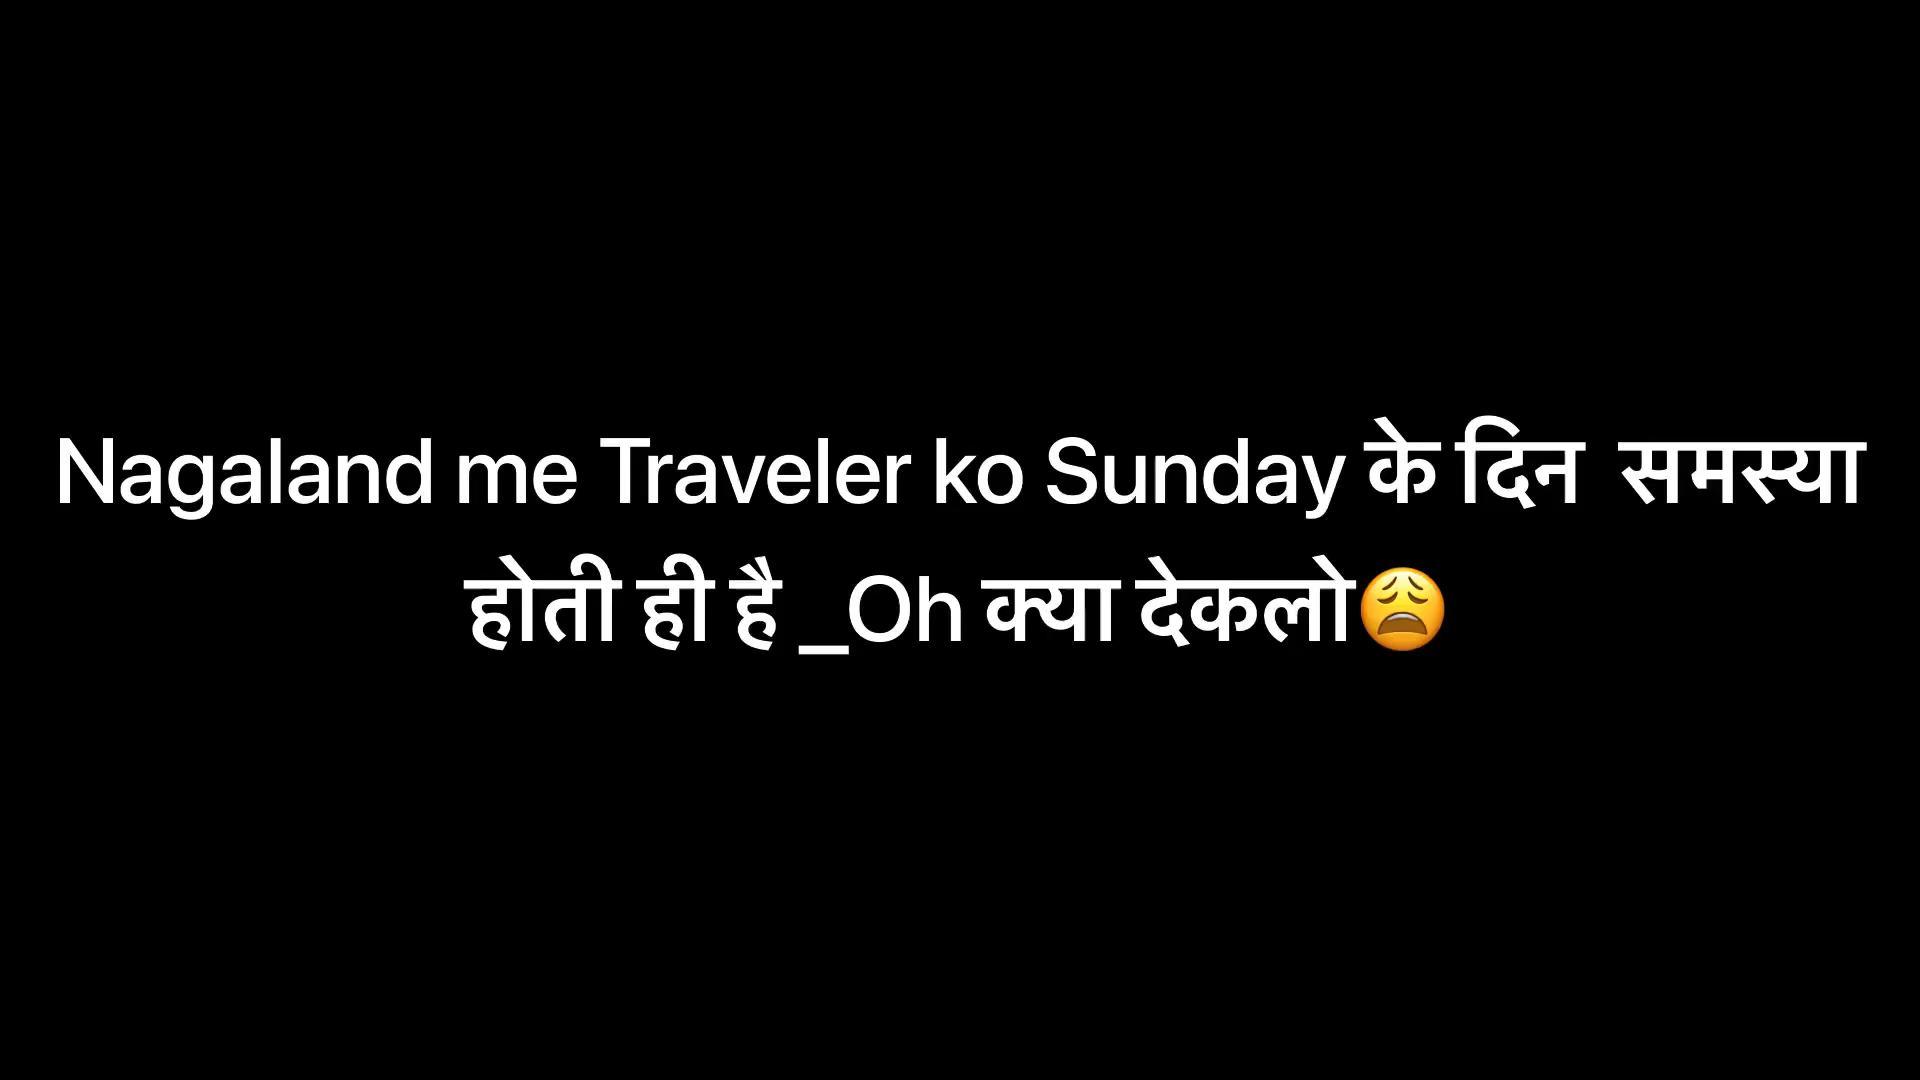 Nagaland me Traveler ko Sunday के दिन  समस्या
होती ही है _Oh क्या देकलो😩